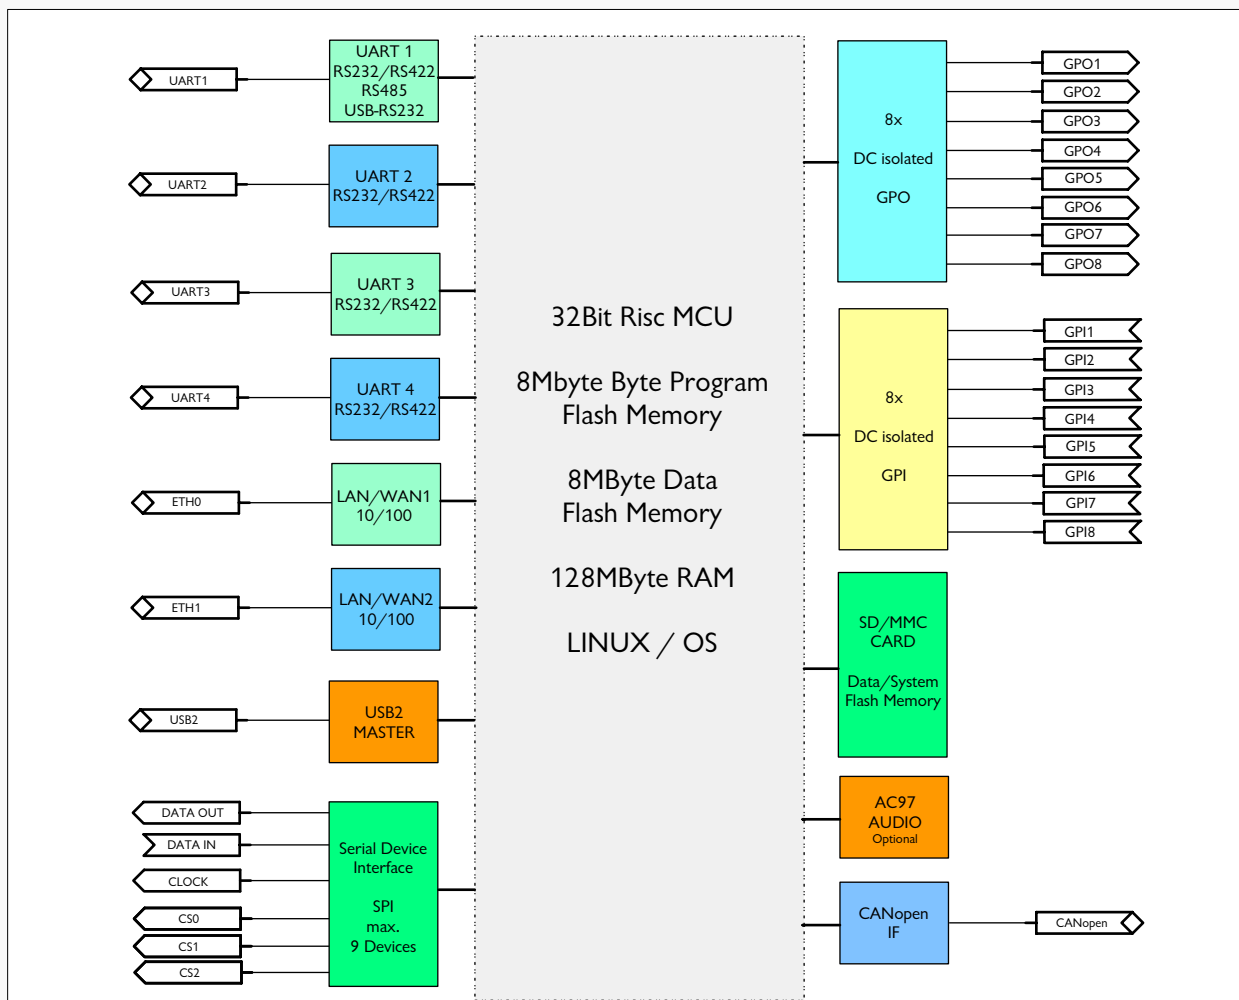 UART1
UART 1
RS232/RS422
RS485
USB-RS232
UART2
UART 2
RS232/RS422
UART3
UART 3
RS232/RS422
UART4
UART 4
RS232/RS422
ETH0
LAN/WAN1
10/100
ETH1
LAN/WAN2
10/100
USB2
USB2
MASTER
DATA OUT
DATA IN
CLOCK
CS0
CS1
CS2
Serial Device
Interface
SPI
max.
9 Devices
32Bit Risc MCU
8Mbyte Byte Program
Flash Memory
8MByte Data
Flash Memory
128MByte RAM
LINUX / OS
8x
DC isolated
GPO
GPO1
GPO2
GPO3
GPO4
GPO5
GPO6
GPO7
GPO8
8x
DC isolated
GPI
GPI1
GPI2
GPI3
GPI4
GPI5
GPI6
GPI7
GPI8
SD/MMC
CARD
Data/System
Flash Memory
AC97
AUDIO
Optional
CANopen
IF
CANopen